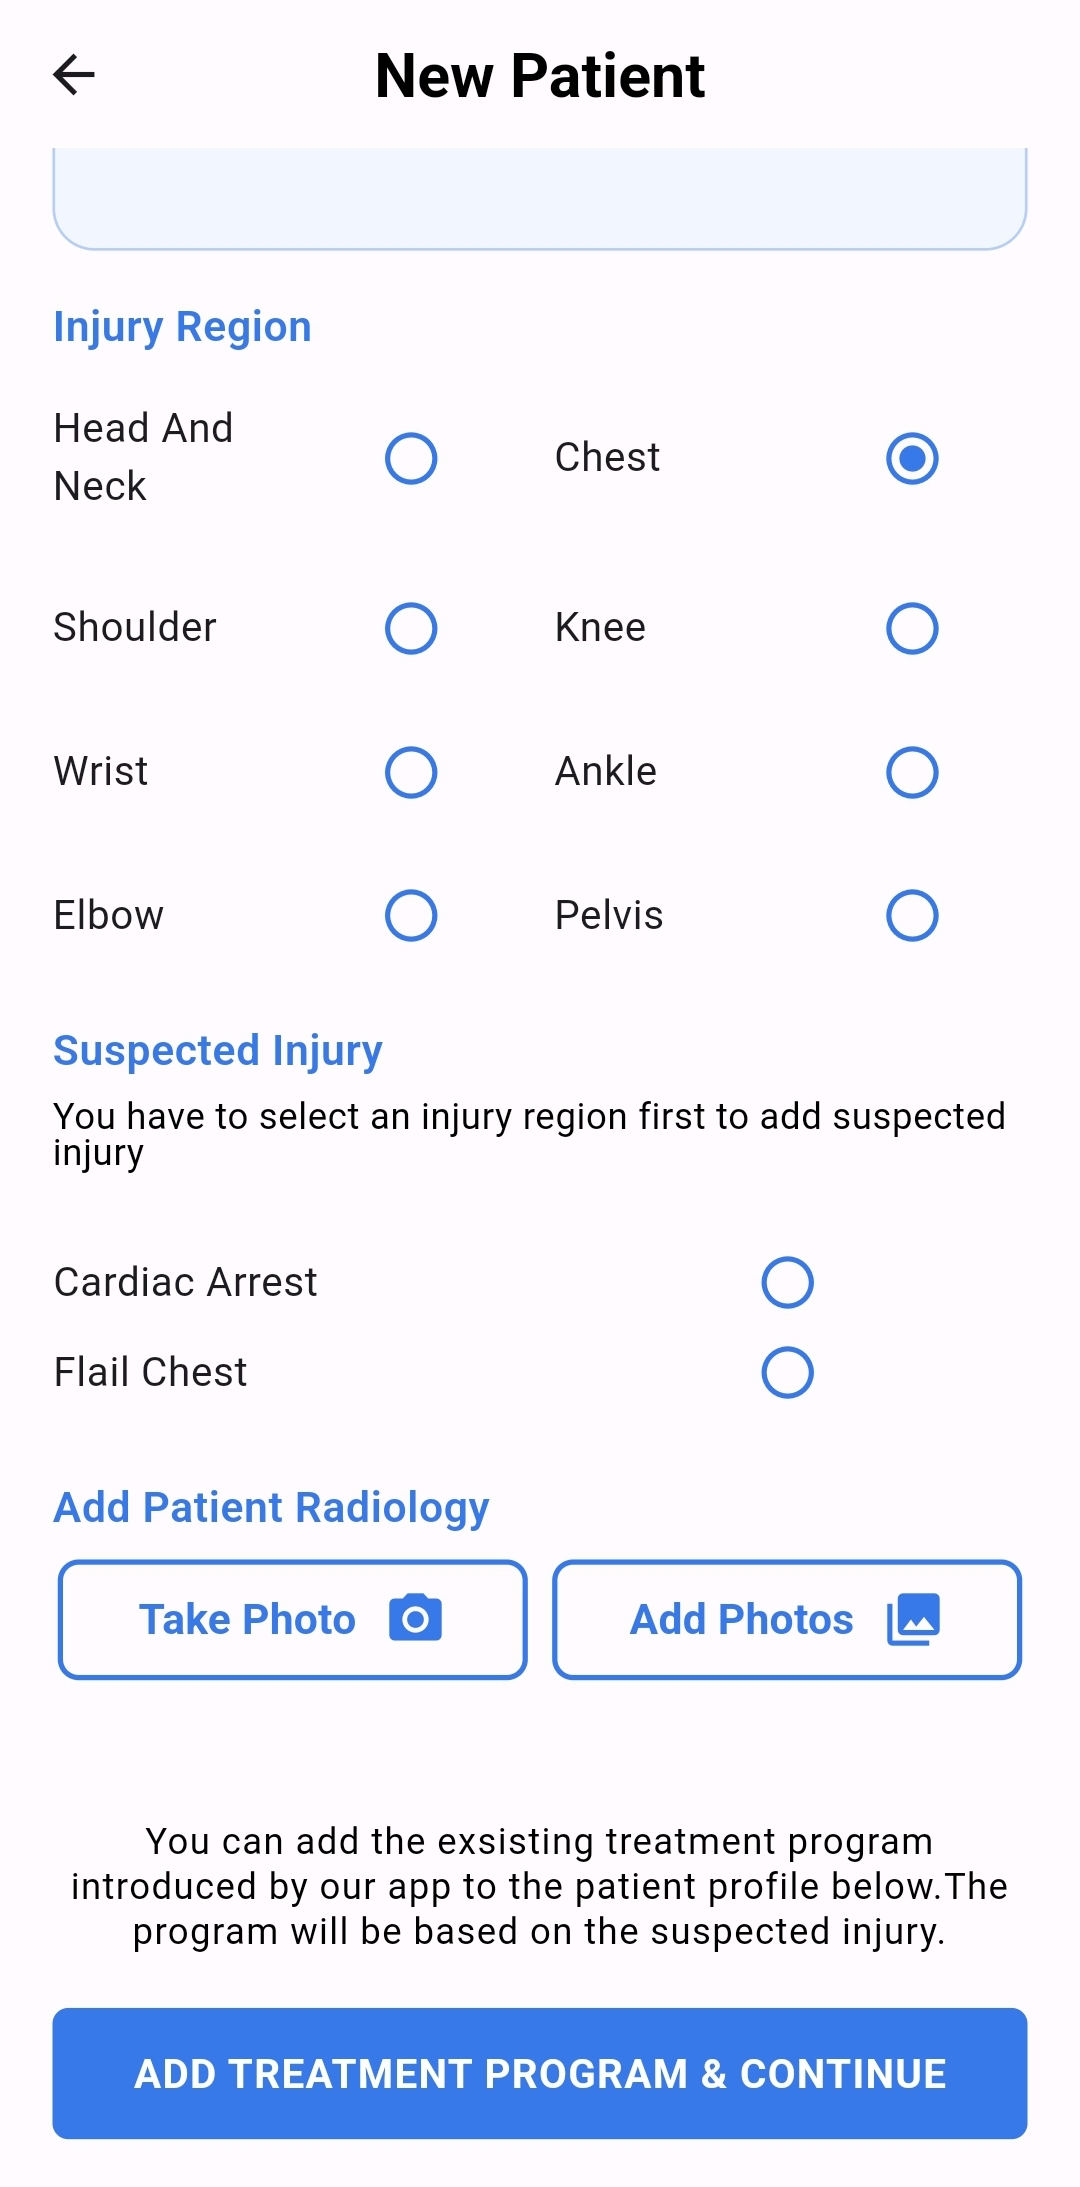 New Patient
Injury Region
Head And
Neck
Chest
Shoulder
Knee
Wrist
Ankle
Elbow
Pelvis
Suspected Injury
You have to select an injury region first to add suspected
injury
Cardiac Arrest
Flail Chest
Add Patient Radiology
Take Photo
Add Photos
You can add the exsisting treatment program
introduced by our app to the patient profile below.The
program will be based on the suspected injury.
ADD TREATMENT PROGRAM & CONTINUE